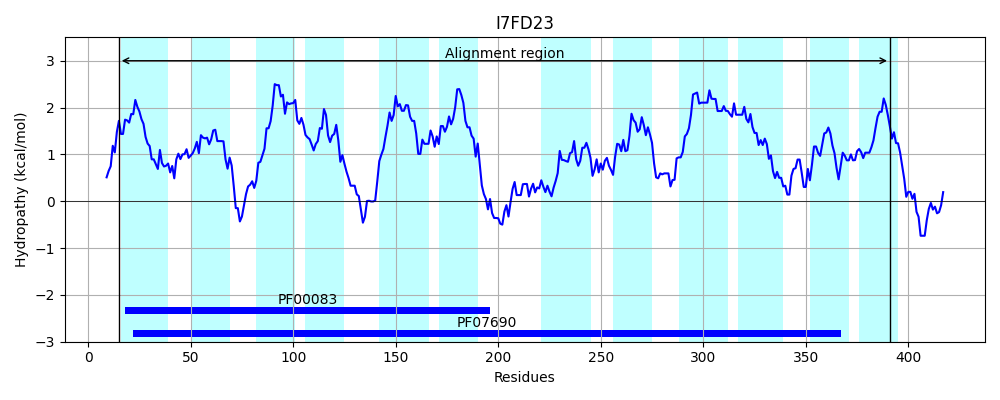 I7FD23
Alignment region
Hydropathy (kcal/mol)
3
2
1
0
−1
−2
−3
PF00083
PF07690
0 50 100 150 200 250 300 350 400
Residues